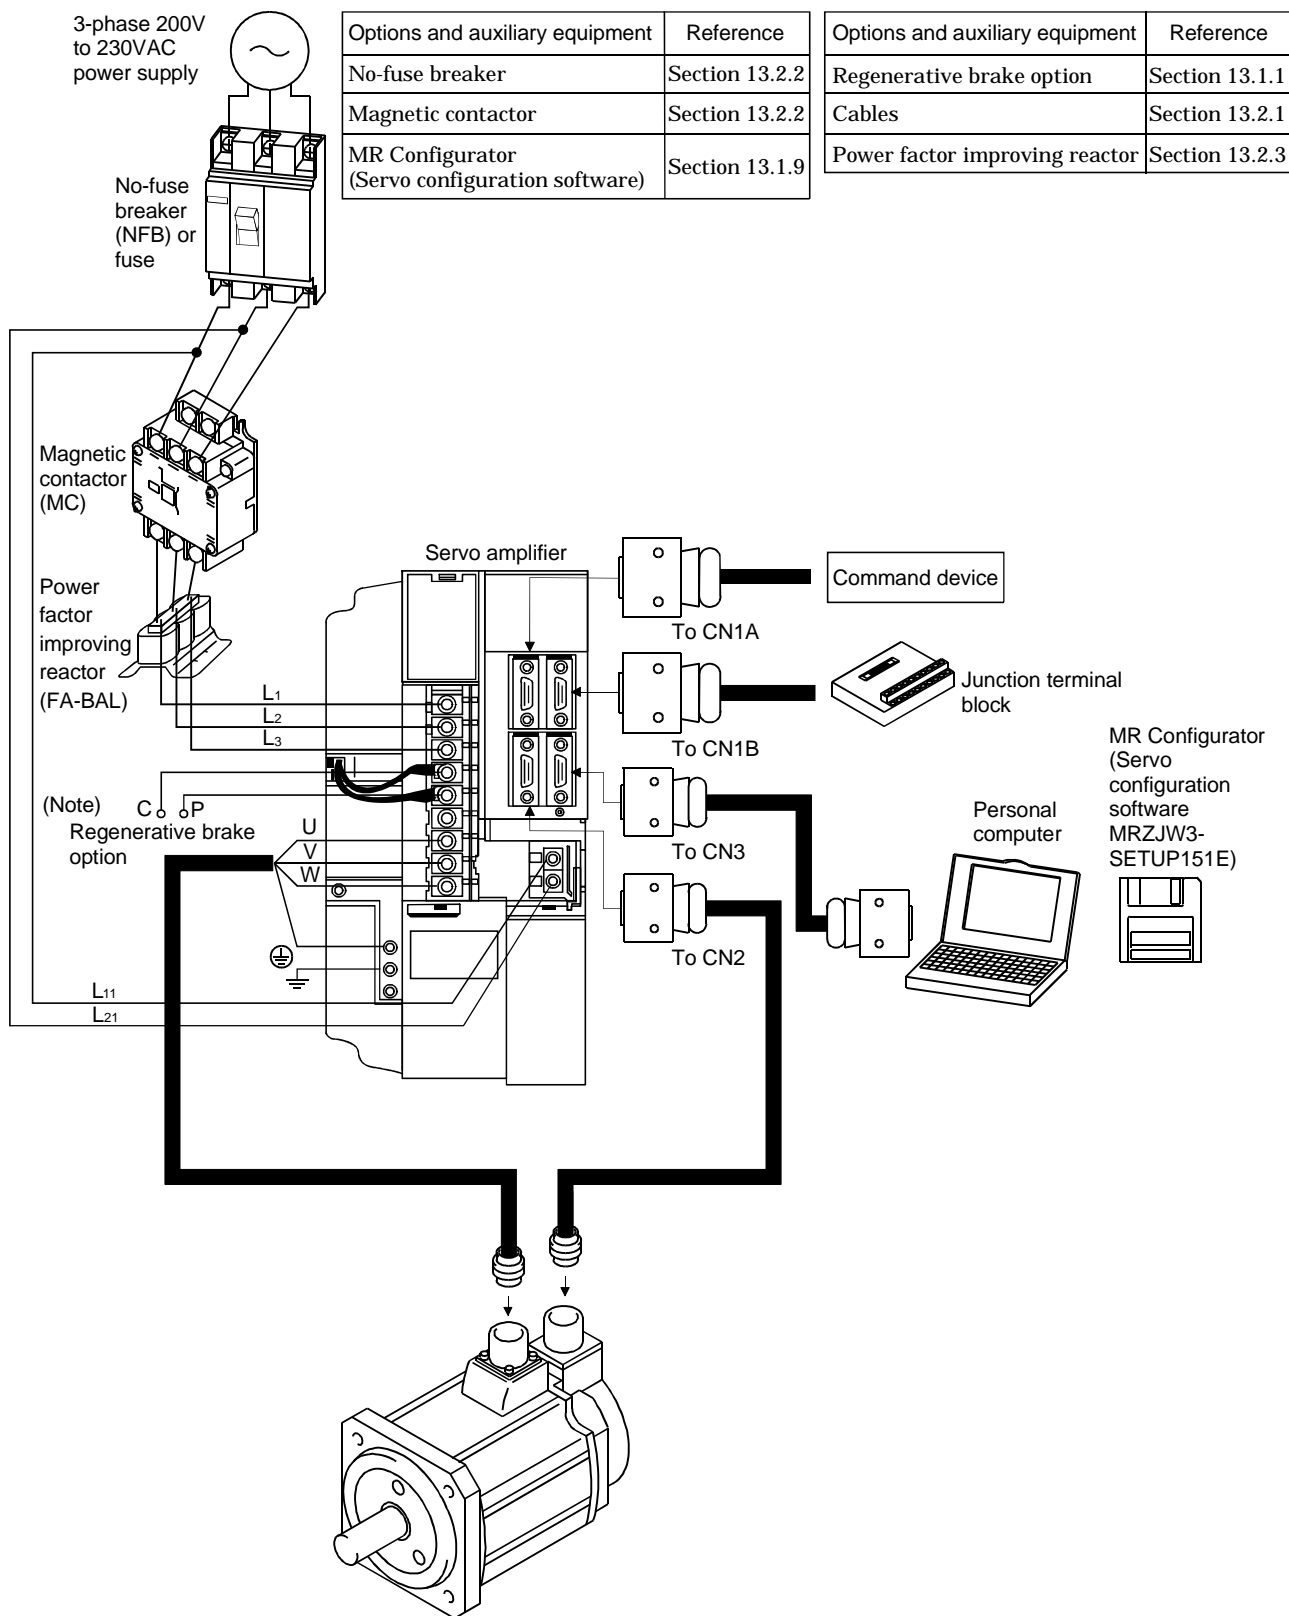 3-phase 200V
to 230VAC
power supply
Options and auxiliary equipment Reference
No-fuse breaker Section 13.2.2
Magnetic contactor Section 13.2.2
MR Configurator
(Servo configuration software) Section 13.1.9
Options and auxiliary equipment Reference
Regenerative brake option Section 13.1.1
Cables Section 13.2.1
Power factor improving reactor Section 13.2.3
No-fuse
breaker
(NFB) or
fuse
Magnetic
contactor
(MC)
Servo amplifier
Command device
Power
factor
improving
reactor
(FA-BAL)
To CN1A
L1
L2
L3
Junction terminal
block
To CN1B
MR Configurator
(Servo
configuration
software
MRZJW3-
SETUP151E)
(Note) C P
Regenerative brake
option
U
V
W
Personal
computer
To CN3
To CN2
L11
L21